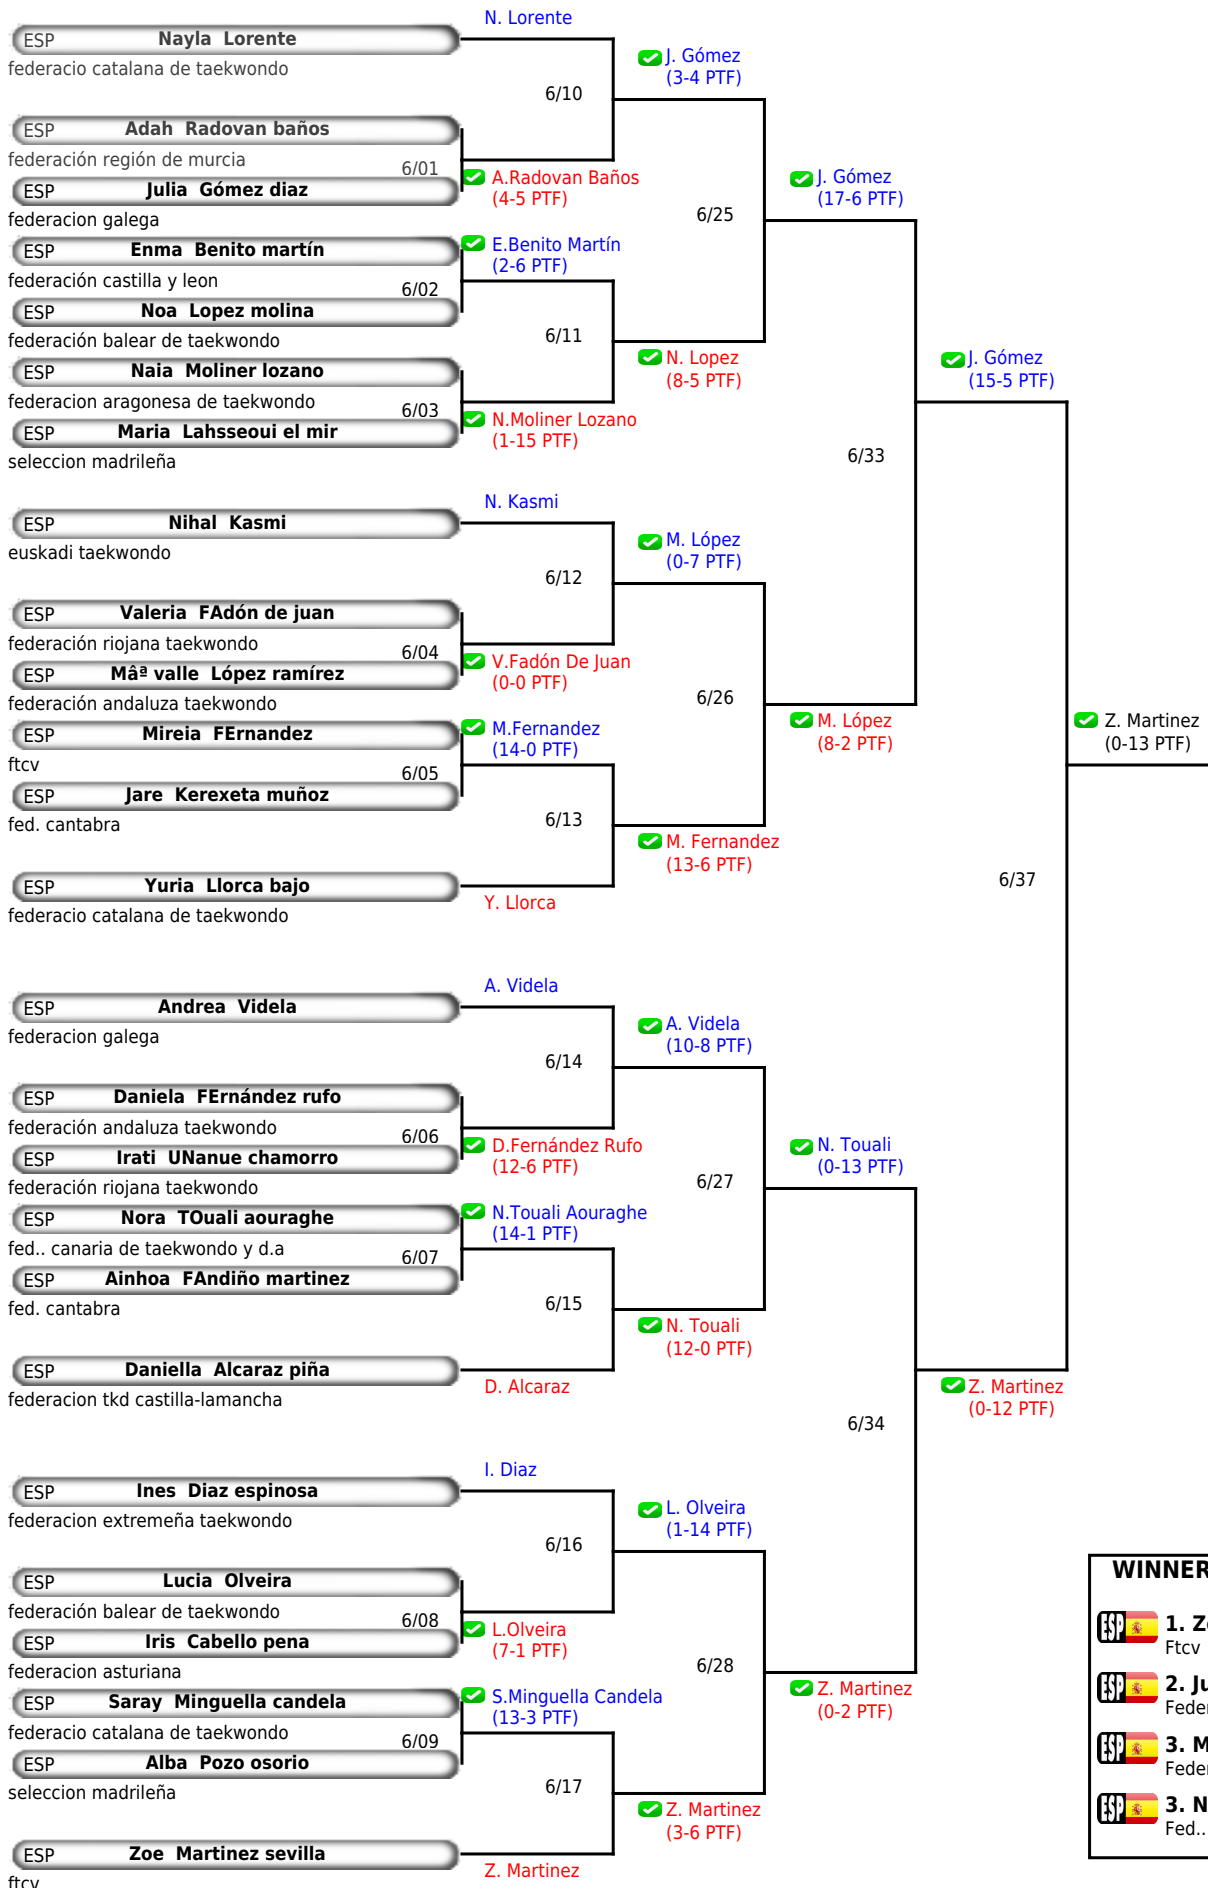 N. Lorente
ESP Nayla Lorente
federacio catalana de taekwondo
J. Gómez
(3-4 PTF)
6/10
ESP Adah Radovan baños
federación región de murcia
6/01
A.Radovan Baños
(4-5 PTF)
J. Gómez
(17-6 PTF)
ESP Julia Gómez diaz
federacion galega
6/25
ESP Enma Benito martín
E.Benito Martín
(2-6 PTF)
federación castilla y leon
6/02
ESP Noa Lopez molina
federación balear de taekwondo
6/11
N. Lopez
(8-5 PTF)
J. Gómez
(15-5 PTF)
ESP Naia Moliner lozano
federacion aragonesa de taekwondo
6/03
N.Moliner Lozano
(1-15 PTF)
ESP Maria Lahsseoui el mir
seleccion madrileña
6/33
N. Kasmi
ESP Nihal Kasmi
euskadi taekwondo
M. López
(0-7 PTF)
6/12
ESP Valeria FAdón de juan
federación riojana taekwondo
6/04
V.Fadón De Juan
(0-0 PTF)
ESP Mâª valle López ramírez
federación andaluza taekwondo
6/26
M. López
(8-2 PTF)
Z. Martinez
(0-13 PTF)
ESP Mireia FErnandez
M.Fernandez
(14-0 PTF)
ftcv
6/05
ESP Jare Kerexeta muñoz
fed. cantabra
6/13
M. Fernandez
(13-6 PTF)
ESP Yuria Llorca bajo
6/37
Y. Llorca
federacio catalana de taekwondo
A. Videla
ESP Andrea Videla
federacion galega
A. Videla
(10-8 PTF)
6/14
ESP Daniela FErnández rufo
federación andaluza taekwondo
6/06
D.Fernández Rufo
(12-6 PTF)
N. Touali
(0-13 PTF)
ESP Irati UNanue chamorro
federación riojana taekwondo
6/27
ESP Nora TOuali aouraghe
N.Touali Aouraghe
(14-1 PTF)
fed.. canaria de taekwondo y d.a
6/07
ESP Ainhoa FAndiño martinez
fed. cantabra
6/15
N. Touali
(12-0 PTF)
ESP Daniella Alcaraz piña
D. Alcaraz
federacion tkd castilla-lamancha
Z. Martinez
(0-12 PTF)
6/34
I. Diaz
ESP Ines Diaz espinosa
federacion extremeña taekwondo
L. Olveira
(1-14 PTF)
6/16
ESP Lucia Olveira
federación balear de taekwondo
6/08
L.Olveira
(7-1 PTF)
ESP Iris Cabello pena
federacion asturiana
6/28
Z. Martinez
(0-2 PTF)
ESP Saray Minguella candela
S.Minguella Candela
(13-3 PTF)
federacio catalana de taekwondo
6/09
ESP Alba Pozo osorio
seleccion madrileña
6/17
Z. Martinez
(3-6 PTF)
ESP Zoe Martinez sevilla
Z. Martinez
ftcv
WINNER
ESP 1.
Ftcv
ESP 2.
ESP 3.
ESP 3.
Fed..